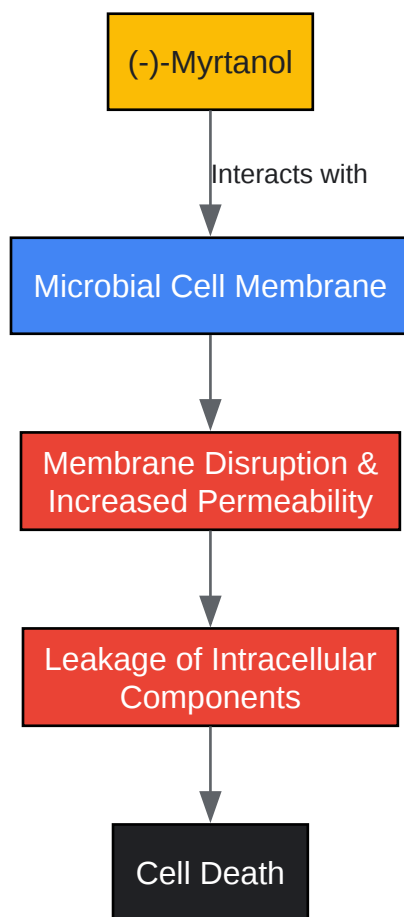 (-)-Myrtanol
Interacts with
Microbial Cell Membrane
Membrane Disruption &
Increased Permeability
Leakage of Intracellular
Components
Cell Death